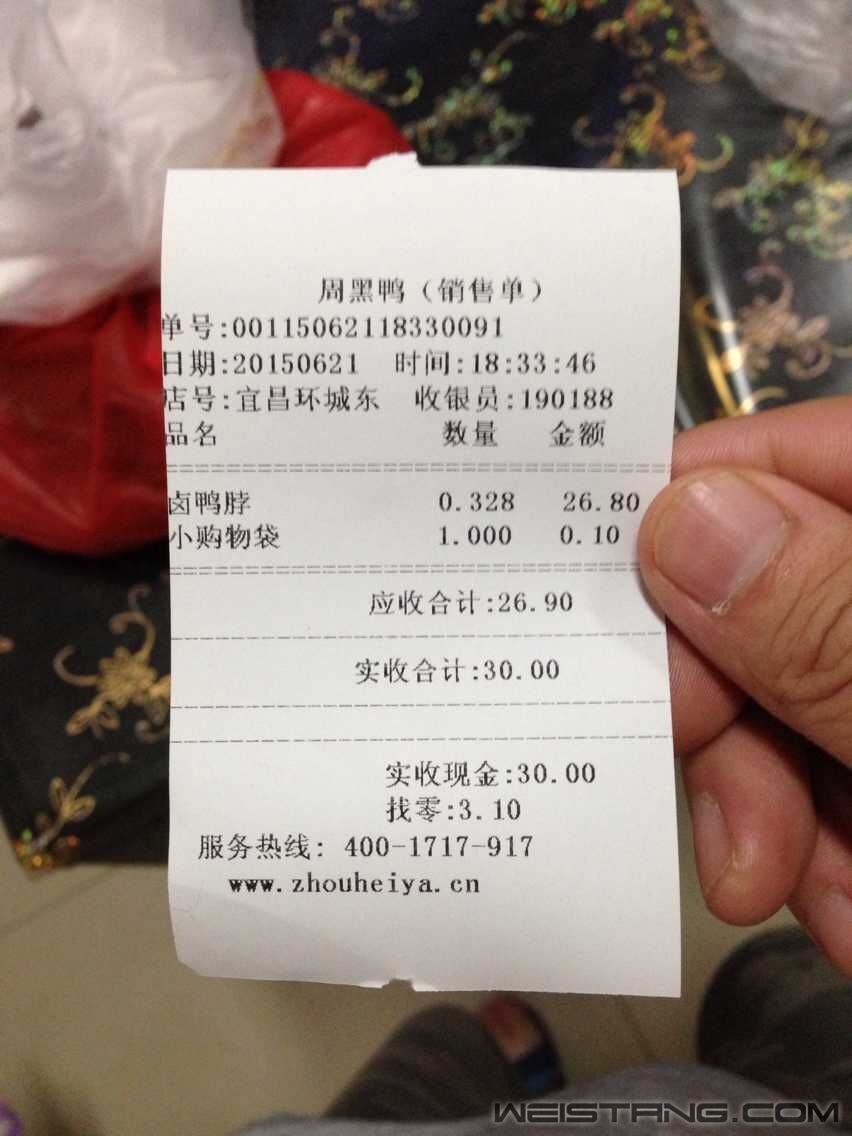 周黑鸭（销售单）
单号:00115062118330091
日期:20150621 时间:18:33:46
店号:宜昌环城东 收银员:190188
品名 数量 金额
卤鸭脖 0.328 26.80
小购物袋 1.000 0.10
应收合计:26.90
实收合计:30.00
实收现金:30.00
找零:3.10
服务热线: 400-1717-917
www.zhouheiya.cn
WEISTANG.COM